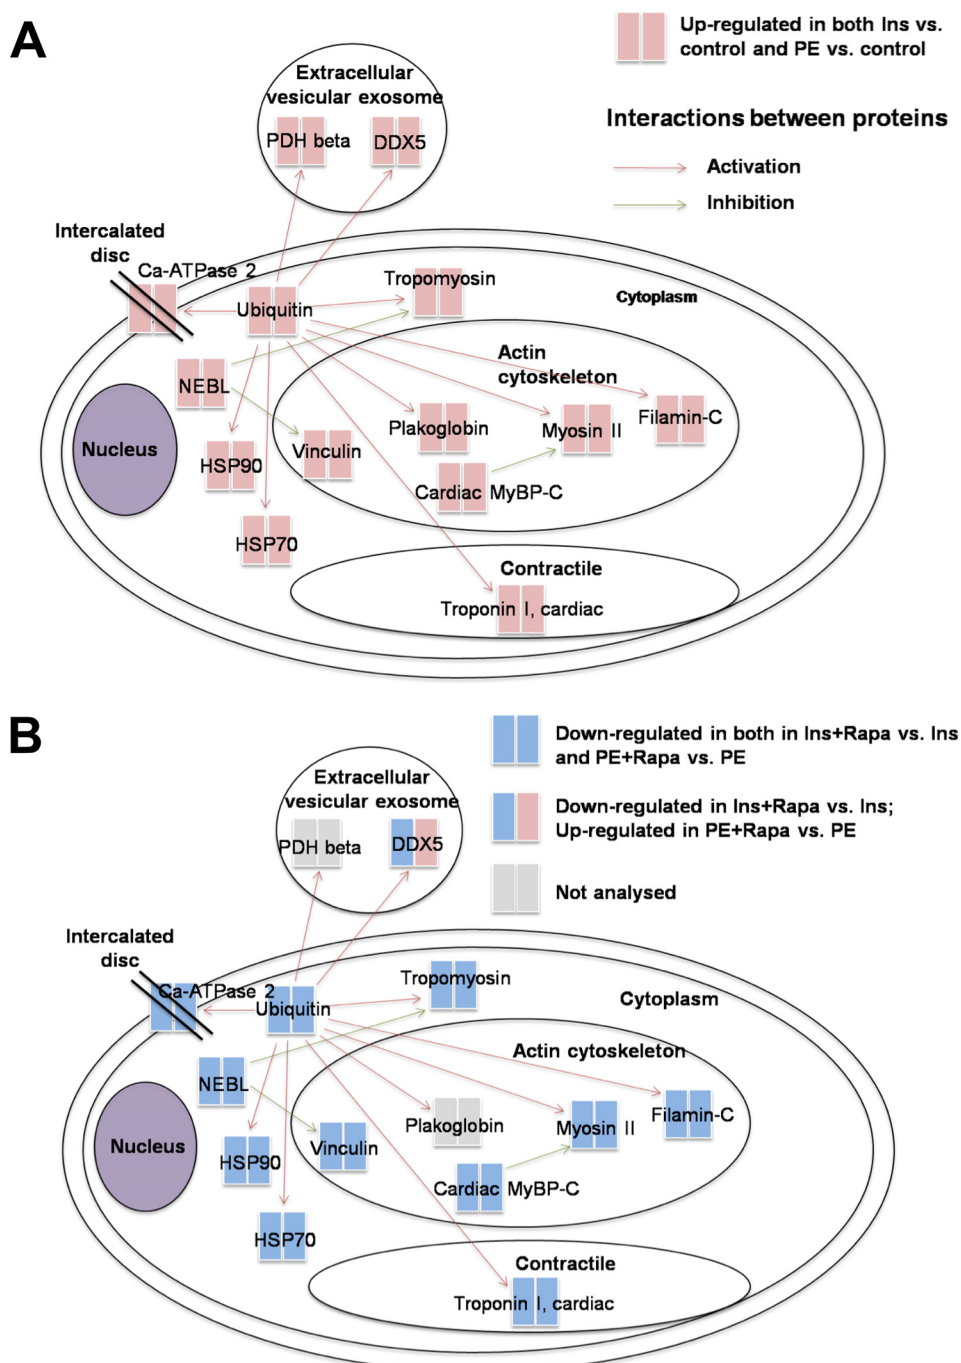 A
Up-regulated in both Ins vs.
control and PE vs. control
Interactions between proteins
Activation
Inhibition
Extracellular
vesicular exosome
PDH beta
DDX5
Intercalated
disc
Ca-ATPase 2
Ubiquitin
Tropomyosin
Cytoplasm
NEBL
Actin
cytoskeleton
Nucleus
HSP90
Vinculin
Plakoglobin
Myosin II
Filamin-C
Cardiac MyBP-C
HSP70
Contractile
Troponin I, cardiac
B
Down-regulated in both in Ins+Rapa vs. Ins
and PE+Rapa vs. PE
Down-regulated in Ins+Rapa vs. Ins;
Up-regulated in PE+Rapa vs. PE
Not analysed
Extracellular
vesicular exosome
PDH beta
DDX5
Intercalated
disc
Ca-ATPase 2
Ubiquitin
Tropomyosin
Cytoplasm
NEBL
Actin cytoskeleton
Nucleus
HSP90
Vinculin
Plakoglobin
Myosin II
Filamin-C
Cardiac MyBP-C
HSP70
Contractile
Troponin I, cardiac